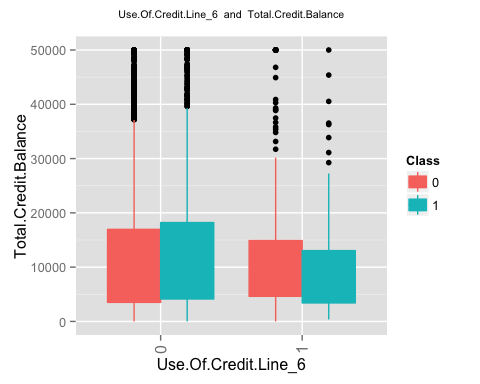 Use.Of.Credit.Line_6 and Total.Credit.Balance
50000
40000
30000
20000
10000
0
Total.Credit.Balance
0
1
Use.Of.Credit.Line_6
Class
0
1